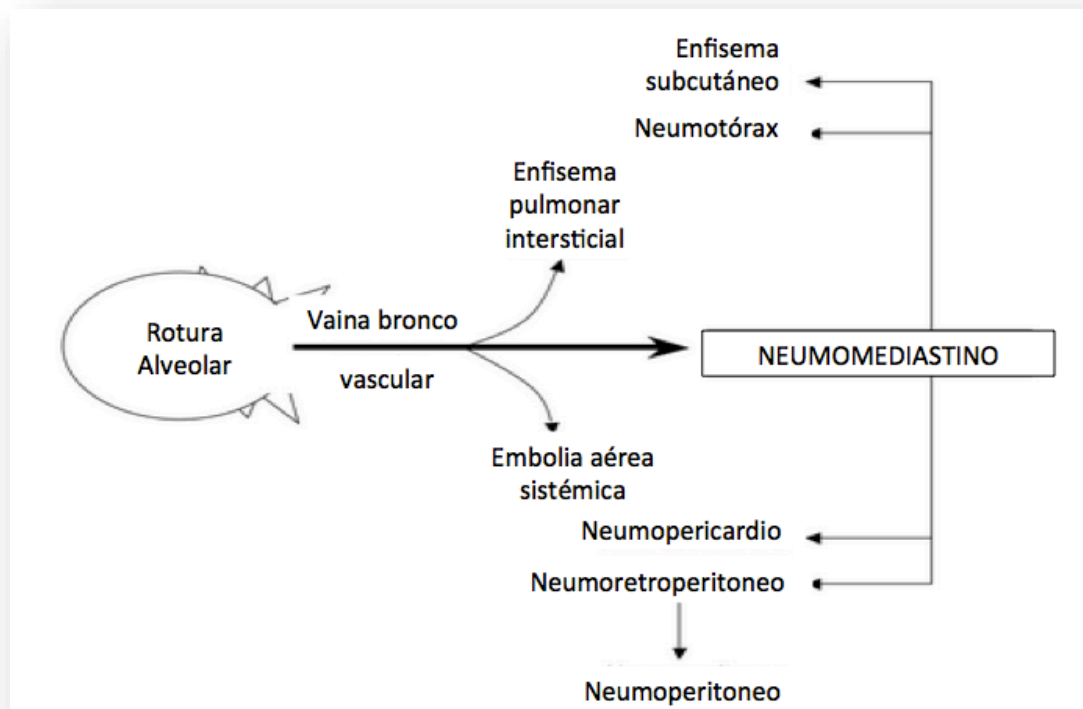 Enfisema
subcutáneo
Neumotórax
Enfisema
pulmonar
intersticial
Rotura
Alveolar
Vaina bronco
vascular
NEUMOMEDIASTINO
Embolia aérea
sistémica
Neumopericardio
Neumoretroperitoneo
Neumoperitoneo